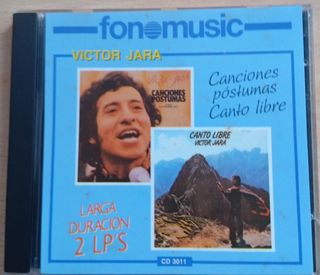 fonomusic
VICTOR JARA
Canciones
póstumas
Canto libre
CANCIONES
PÓSTUMAS
CANTO LIBRE
VICTOR JARA
LARGA
DURACION
2 LP'S
CD 3011